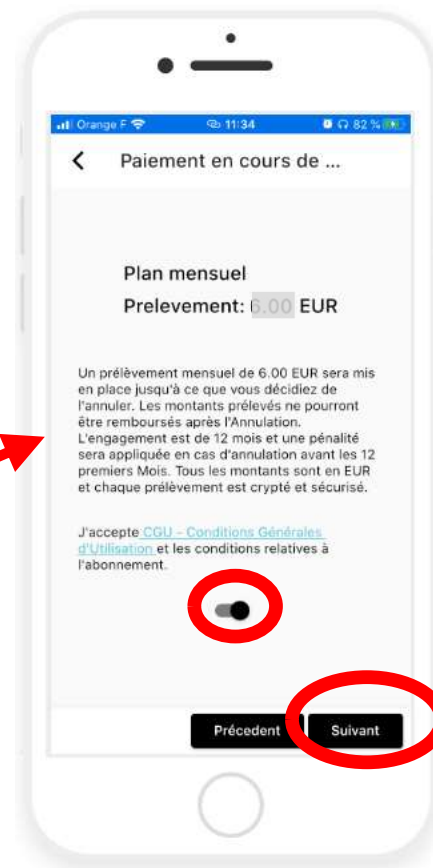 Orange F 11:34 82 %
Paiement en cours de ...
Plan mensuel
Prelevement: 6.00 EUR
Un prélèvement mensuel de 6.00 EUR sera mis
en place jusqu'à ce que vous décidiez de
l'annuler. Les montants prélevés ne pourront
être remboursés après l'Annulation.
L'engagement est de 12 mois et une pénalité
sera appliquée en cas d'annulation avant les 12
premiers Mois. Tous les montants sont en EUR
et chaque prélèvement est crypté et sécurisé.
J'accepte CGU - Conditions Générales
d'Utilisation et les conditions relatives à
l'abonnement.
Précedent Suivant